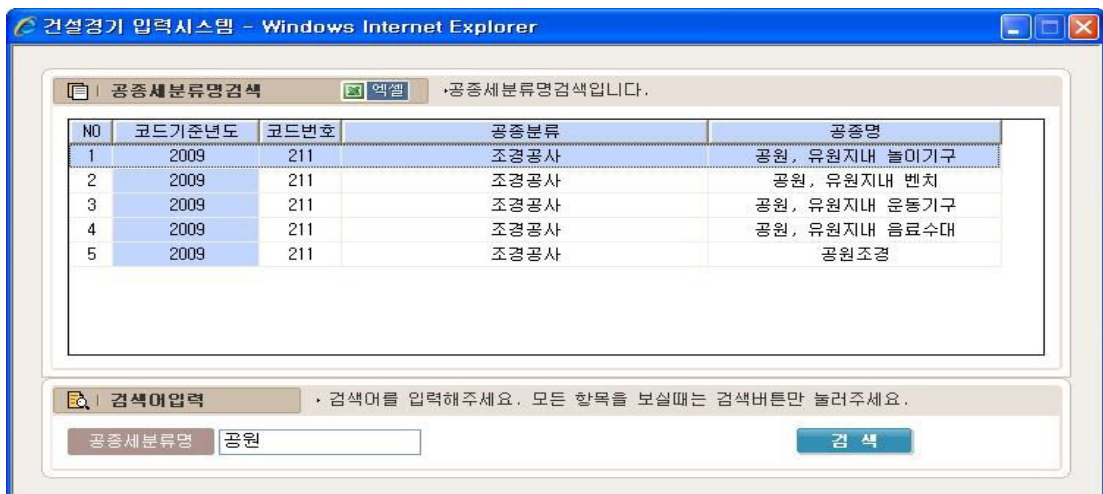 건설경기 입력시스템 - Windows Internet Explorer
공종세분류명검색 엑셀 공종세분류명검색입니다.
NO 코드기준년도 코드번호 공종분류 공종명
1 2009 211 조경공사 공원, 유원지내 놀이기구
2 2009 211 조경공사 공원, 유원지내 벤치
3 2009 211 조경공사 공원, 유원지내 운동기구
4 2009 211 조경공사 공원, 유원지내 음료수대
5 2009 211 조경공사 공원조경
검색어입력 검색어를 입력해주세요. 모든 항목을 보실때는 검색버튼만 눌러주세요.
공종세분류명 공원 검 색